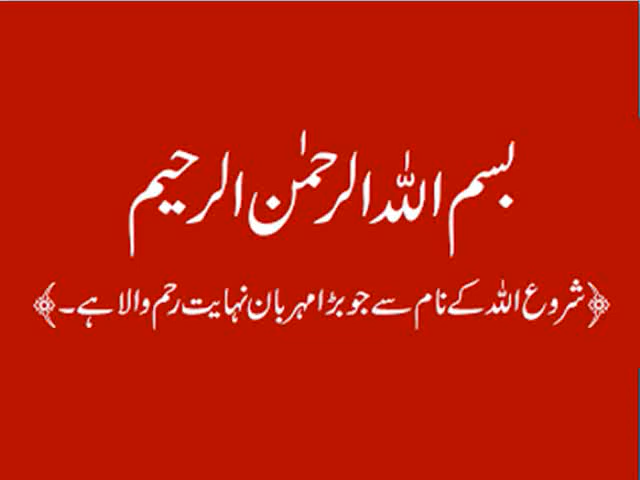 بسم اللہ الرحمٰن الرحیم
﴿شروع اللہ کے نام سے جو بڑا مہربان نہایت رحم والا ہے۔﴾